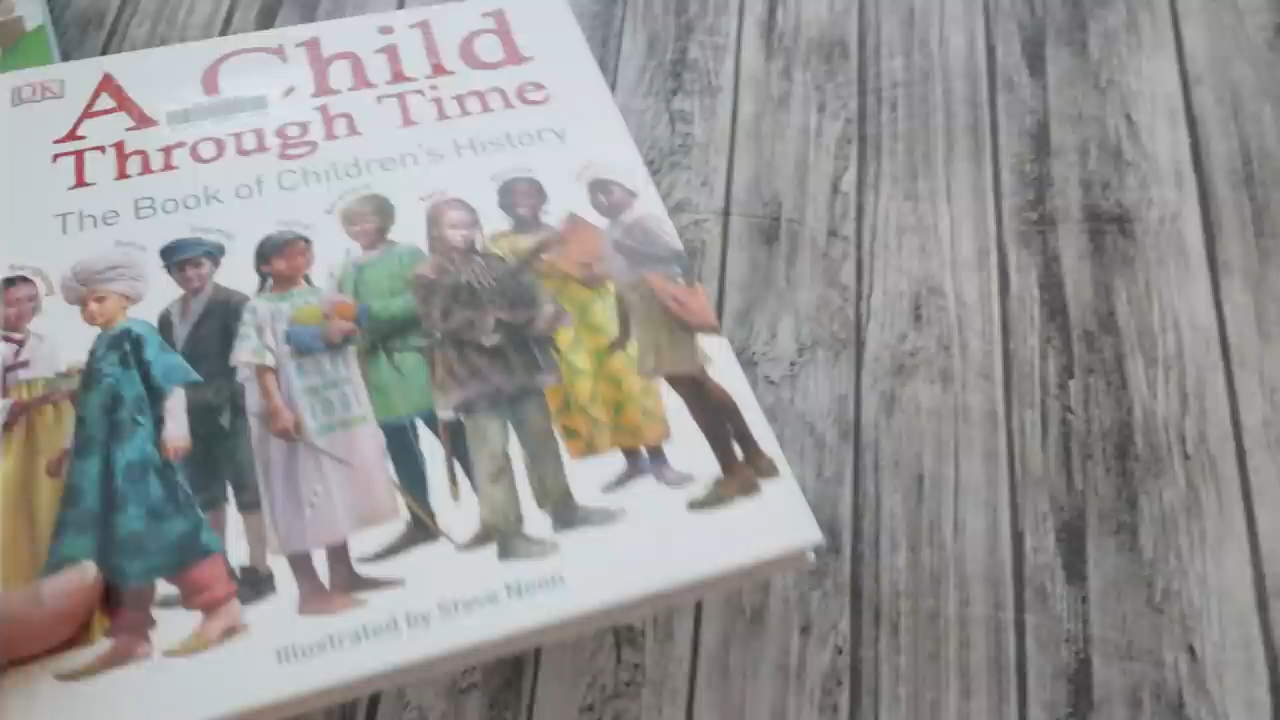 DK
A Child
Through Time
The Book of Children's History
Illustrated by Steve Noon